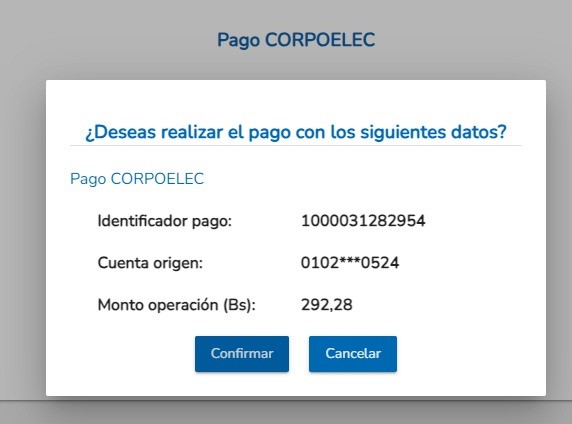 Pago CORPOELEC
¿Deseas realizar el pago con los siguientes datos?
Pago CORPOELEC
Identificador pago: 1000031282954
Cuenta origen: 0102***0524
Monto operación (Bs): 292,28
Confirmar Cancelar